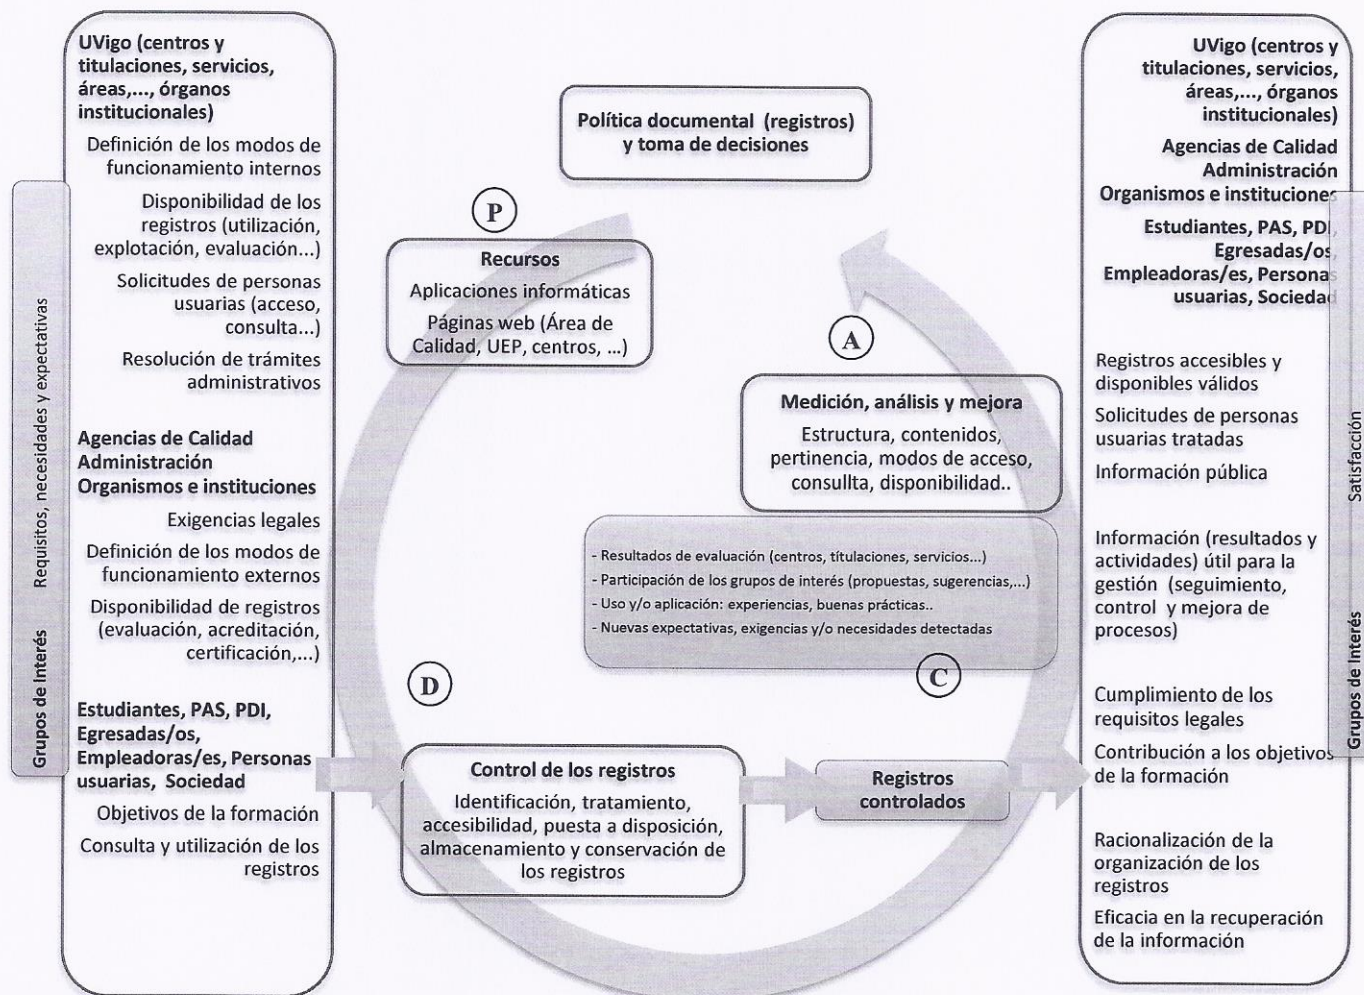 UVigo (centros y
titulaciones, servicios,
áreas,..., órganos
institucionales)
Definición de los modos de
funcionamiento internos
Disponibilidad de los
registros (utilización,
explotación, evaluación...)
Solicitudes de personas
usuarias (acceso,
consulta...)
Resolución de trámites
administrativos
Agencias de Calidad
Administración
Organismos e instituciones
Exigencias legales
Definición de los modos de
funcionamiento externos
Disponibilidad de registros
(evaluación, acreditación,
certificación,...)
Estudiantes, PAS, PDI,
Egresadas/os,
Empleadoras/es, Personas
usuarias, Sociedad
Objetivos de la formación
Consulta y utilización de los
registros
Grupos de Interés Requisitos, necesidades y expectativas
Política documental (registros)
y toma de decisiones
P
Recursos
Aplicaciones informáticas
Páginas web (Área de
Calidad, UEP, centros, ...)
A
Medición, análisis y mejora
Estructura, contenidos,
pertinencia, modos de acceso,
consullta, disponibilidad..
- Resultados de evaluación (centros, títulaciones, servicios...)
- Participación de los grupos de interés (propuestas, sugerencias,...)
- Uso y/o aplicación: experiencias, buenas prácticas..
- Nuevas expectativas, exigencias y/o necesidades detectadas
C
D
Control de los registros
Identificación, tratamiento,
accesibilidad, puesta a disposición,
almacenamiento y conservación de
los registros
Registros
controlados
UVigo (centros y
titulaciones, servicios,
áreas,..., órganos
institucionales)
Agencias de Calidad
Administración
Organismos e instituciones
Estudiantes, PAS, PDI,
Egresadas/os,
Empleadoras/es, Personas
usuarias, Sociedad
Registros accesibles y
disponibles válidos
Solicitudes de personas
usuarias tratadas
Información pública
Información (resultados y
actividades) útil para la
gestión (seguimiento,
control y mejora de
procesos)
Cumplimiento de los
requisitos legales
Contribución a los objetivos
de la formación
Racionalización de la
organización de los
registros
Eficacia en la recuperación
de la información
Grupos de Interés Satisfacción